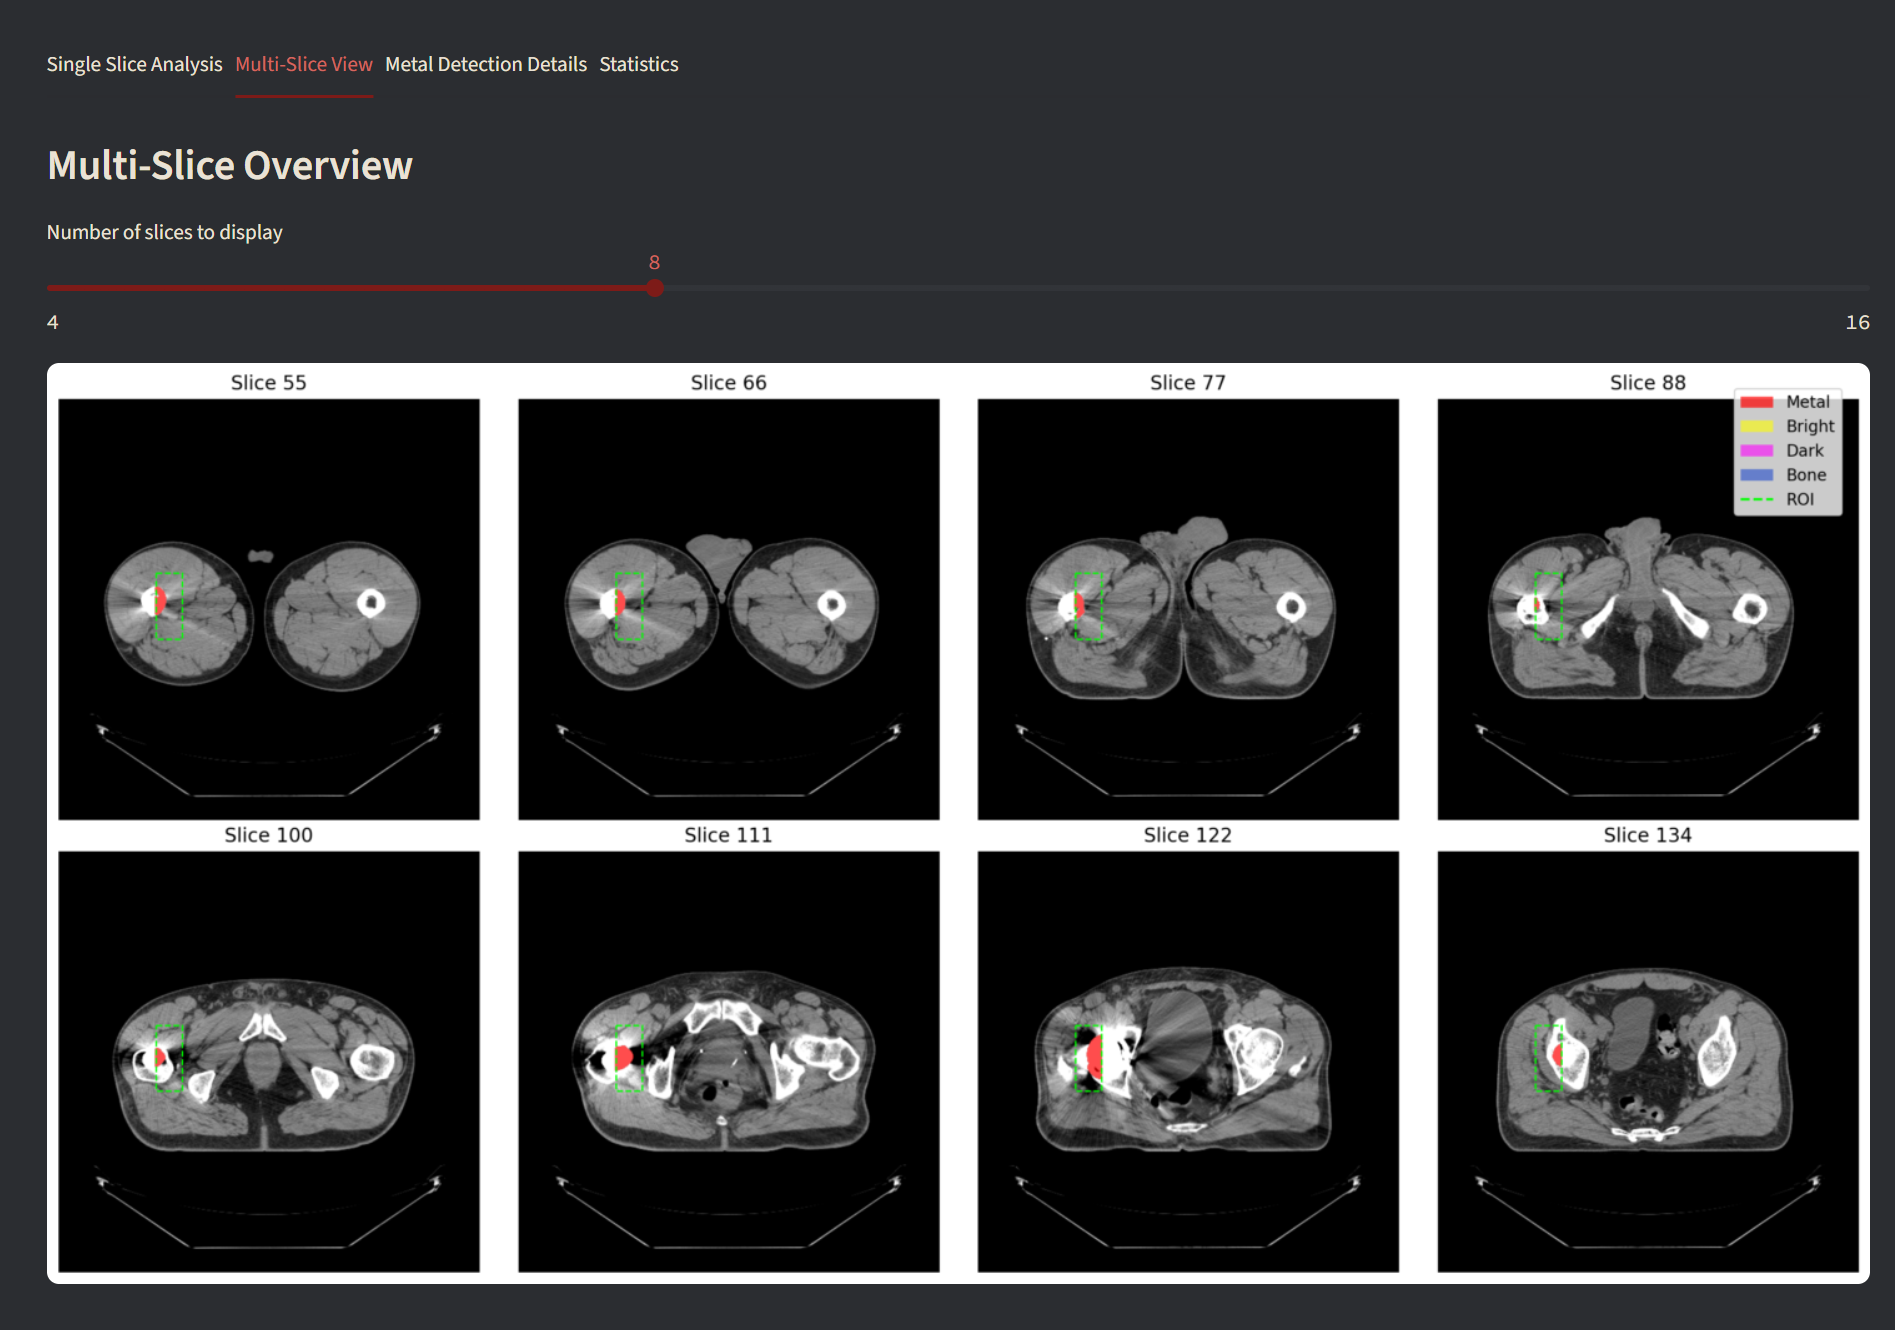 Single Slice Analysis Multi-Slice View Metal Detection Details Statistics
Multi-Slice Overview
Number of slices to display
8
4 16
Slice 55 Slice 66 Slice 77 Slice 88
Metal
Bright
Dark
Bone
ROI
Slice 100 Slice 111 Slice 122 Slice 134